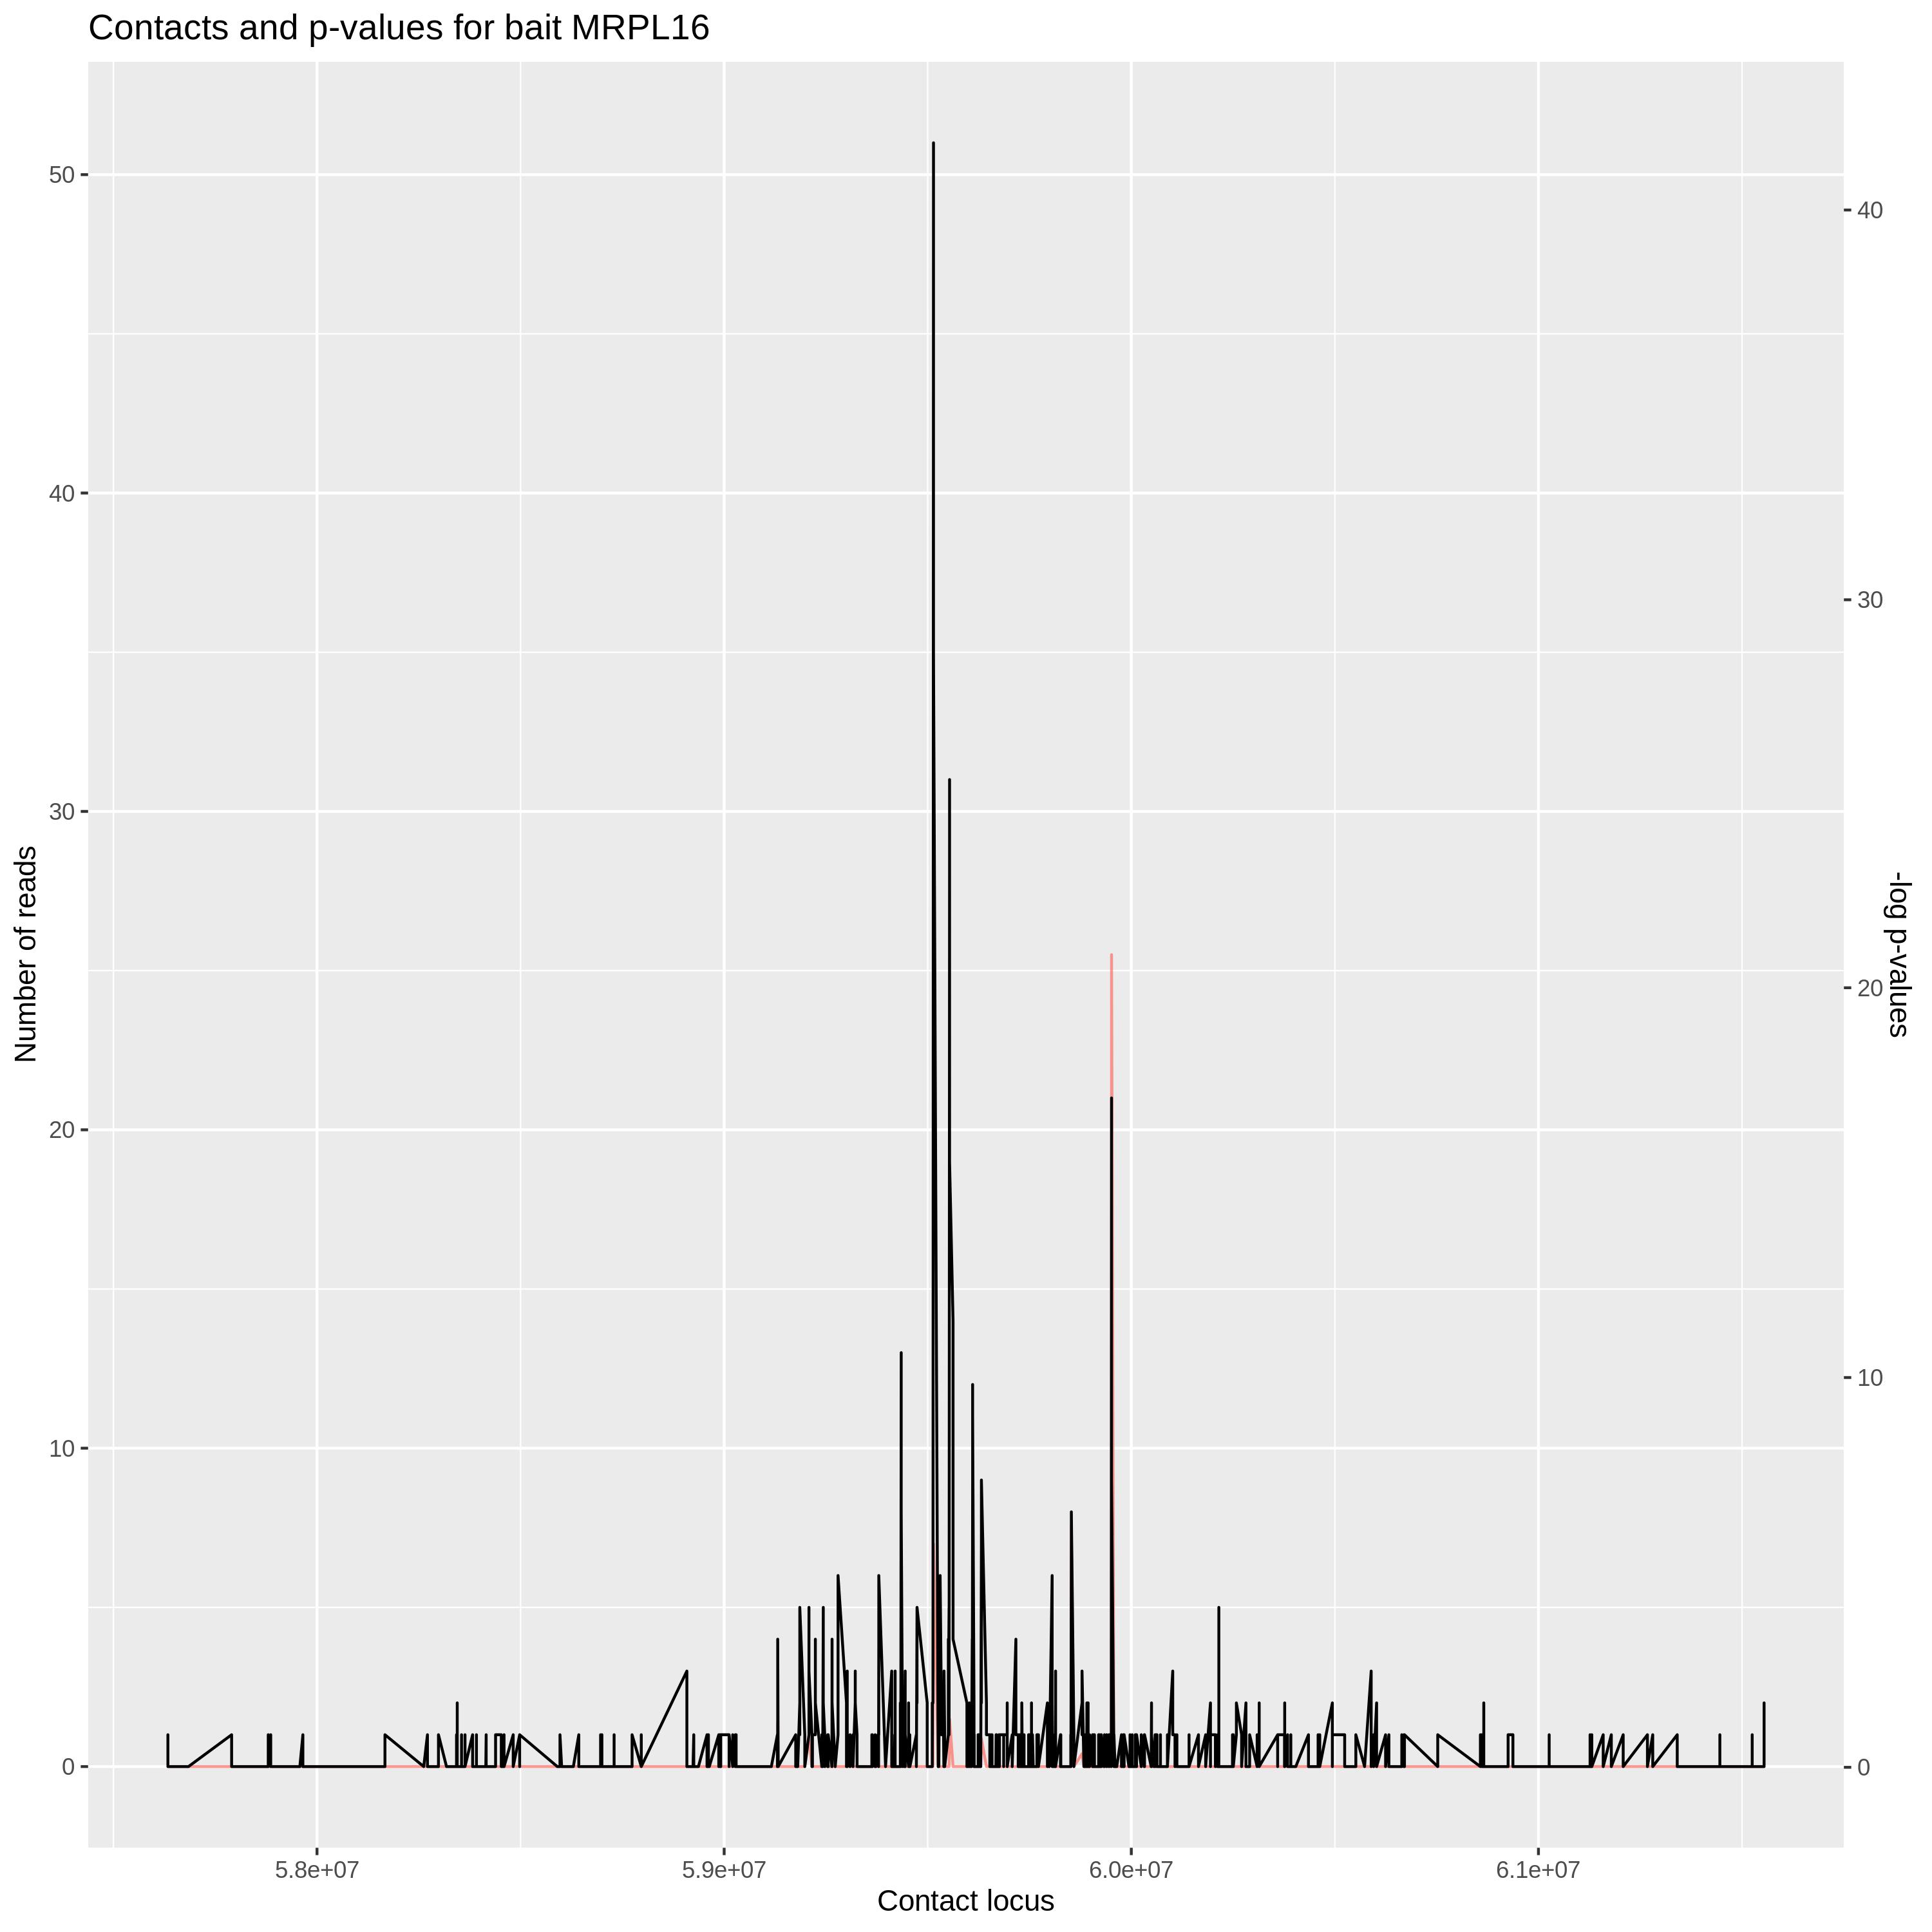 Contacts and p-values for bait MRPL16
50
40
30
20
10
0
Number of reads
40
30
20
10
0
-log p-values
5.8e+07
5.9e+07
6.0e+07
6.1e+07
Contact locus